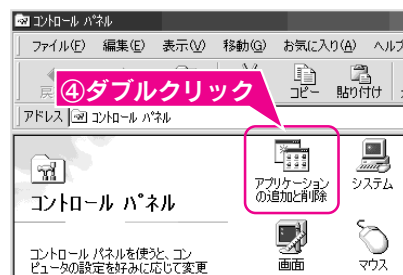 コントロール パネル
ファイル(F) 編集(E) 表示(V) 移動(G) お気に入り(A) ヘルプ
④ダブルクリック
戻 コピー 貼り付け
アドレス コントロール パネル
アプリケーションの追加と削除
システム
コントロール パネル
画面
マウス
コントロール パネルを使うと、コン
ピュータの設定を好みに応じて変更